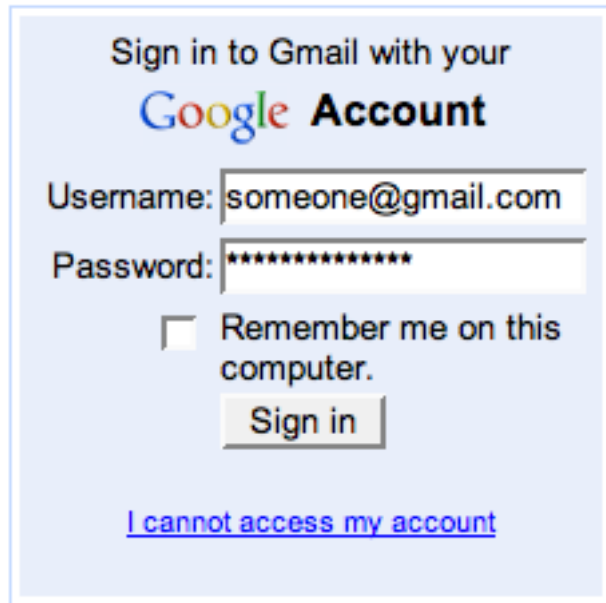 Sign in to Gmail with your
Google Account
Username: someone@gmail.com
Password: **************
Remember me on this
computer.
Sign in
I cannot access my account